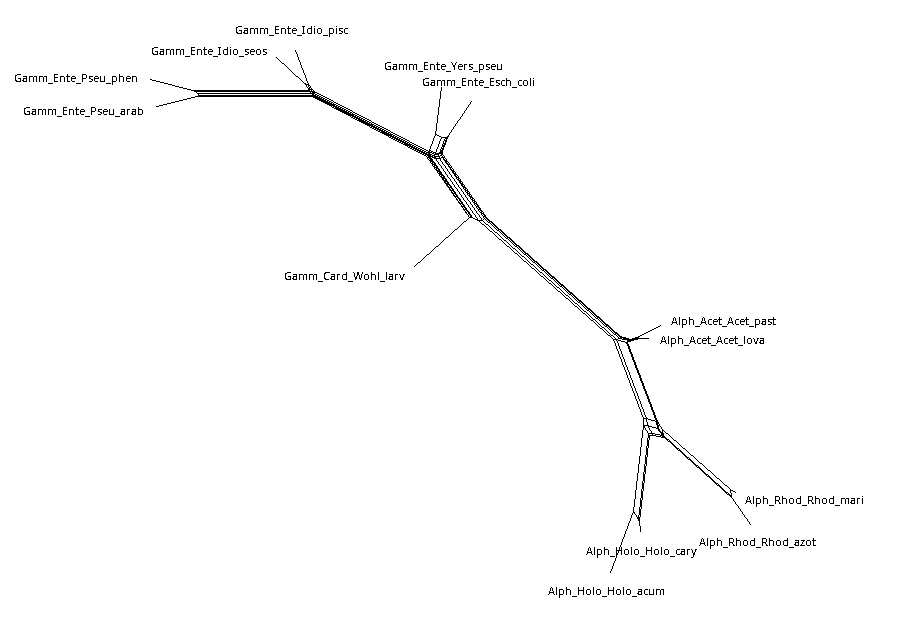 Gamm_Ente_Idio_pisc
Gamm_Ente_Idio_seos
Gamm_Ente_Yers_pseu
Gamm_Ente_Pseu_phen
Gamm_Ente_Esch_coli
Gamm_Ente_Pseu_arab
Gamm_Card_Wohl_larv
Alph_Acet_Acet_past
Alph_Acet_Acet_lova
Alph_Rhod_Rhod_mari
Alph_Rhod_Rhod_azot
Alph_Holo_Holo_cary
Alph_Holo_Holo_acum